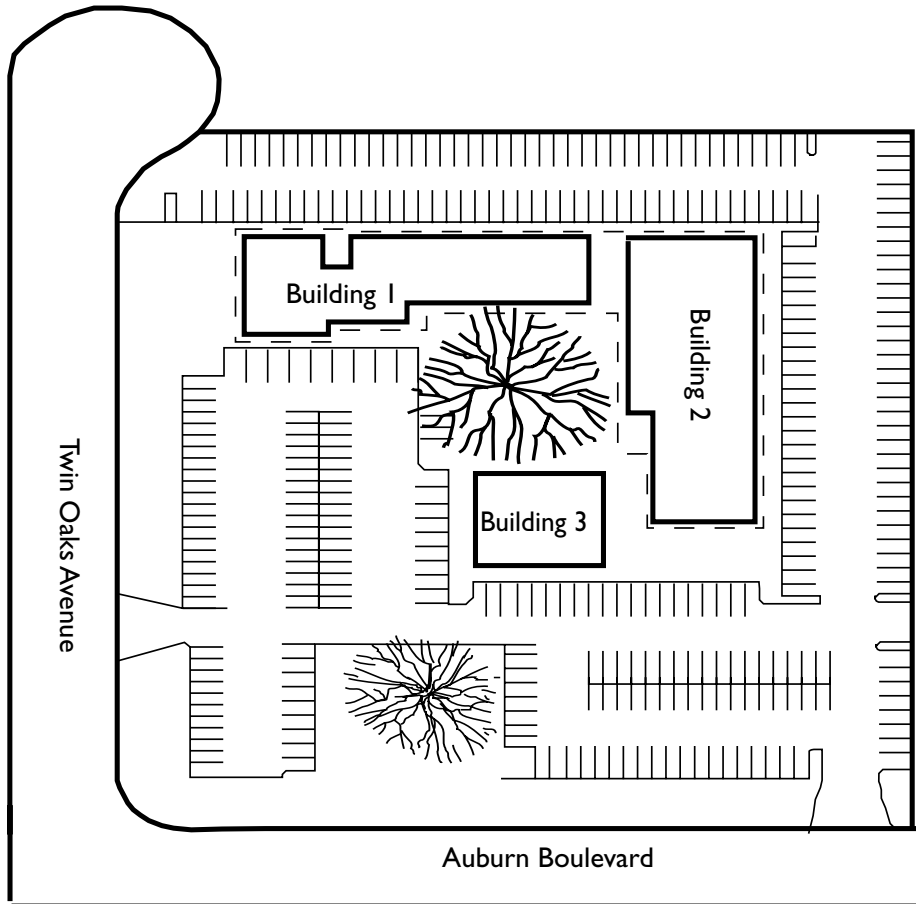 Building 1
Building 2
Building 3
Twin Oaks Avenue
Auburn Boulevard